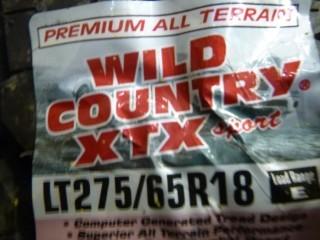 PREMIUM ALL TERRAIN
WILD
COUNTRY®
XTX sport
LT275/65R18 Load Range E
• Computer Generated Tread Design
• Superior All Terrain Performance